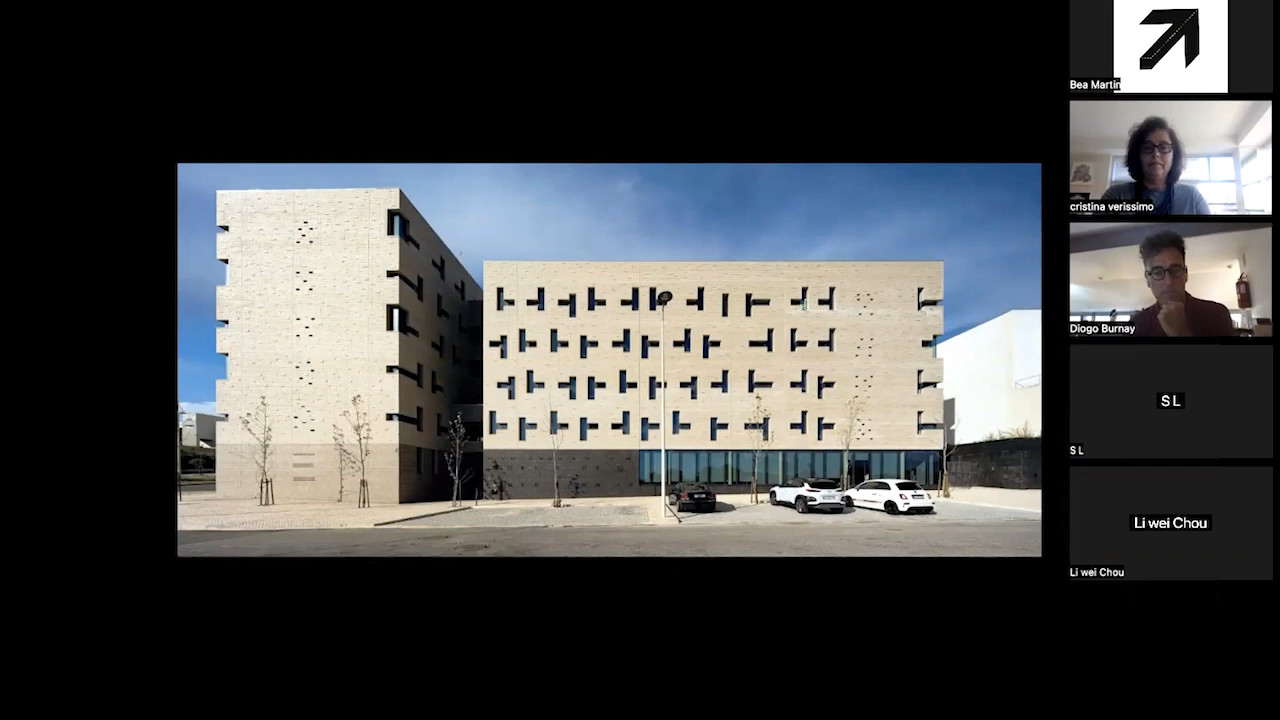 Bea Martin
cristina verissimo
Diogo Burnay
S L
S L
Li wei Chou
Li wei Chou